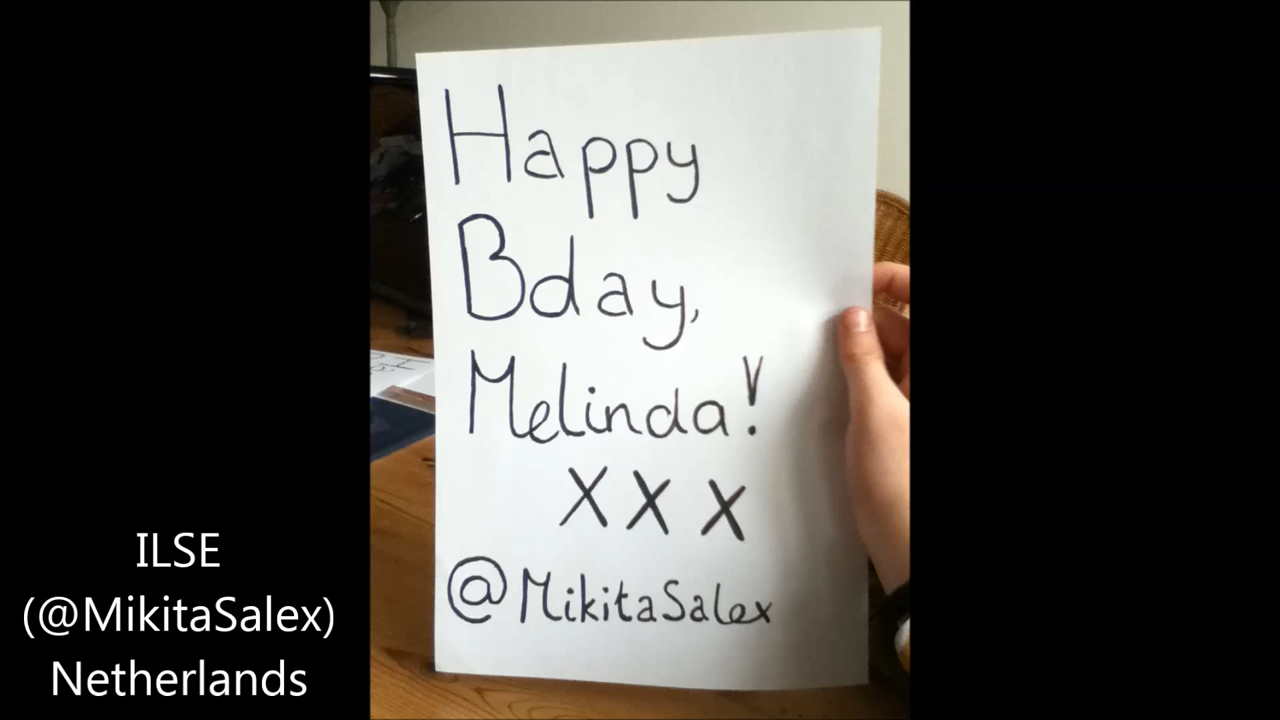 Happy
Bday,
Melinda!
XXX
@MikitaSalex
ILSE
(@MikitaSalex)
Netherlands